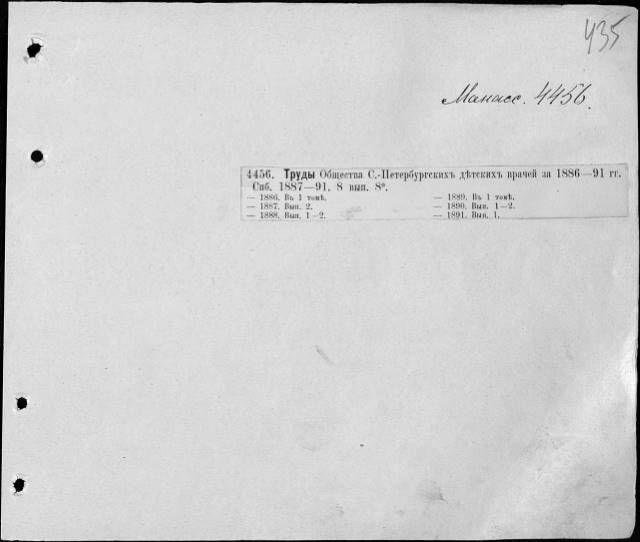 435
Манасс. 4456.
4456. Труды Общества С.-Петербургскихъ дѣтскихъ врачей за 1886—91 гг.
Спб. 1887—91. 8 вып. 8°.
— 1886. Въ 1 томѣ.
— 1887. Вып. 2.
— 1888. Вып. 1—2.
— 1889. Въ 1 томѣ.
— 1890. Вып. 1—2.
— 1891. Вып. 1.